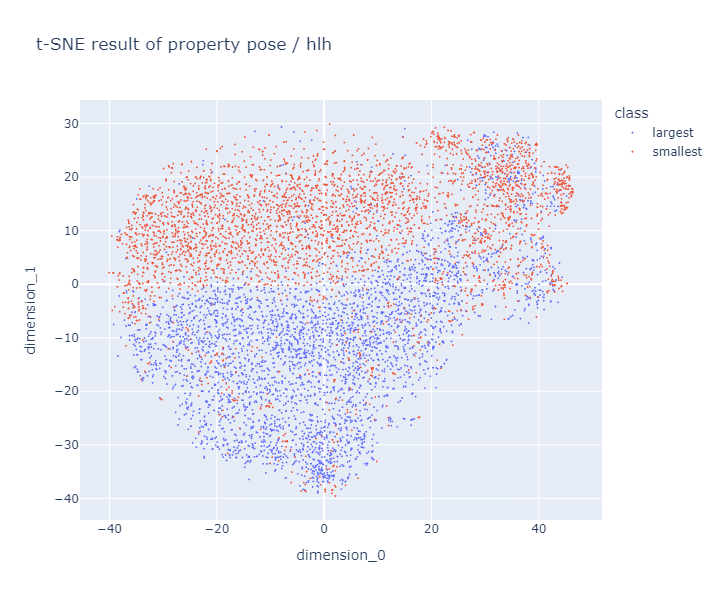 t-SNE result of property pose / hlh
class
largest
smallest
30
20
10
0
−10
−20
−30
−40
dimension_1
−40
−20
0
20
40
dimension_0